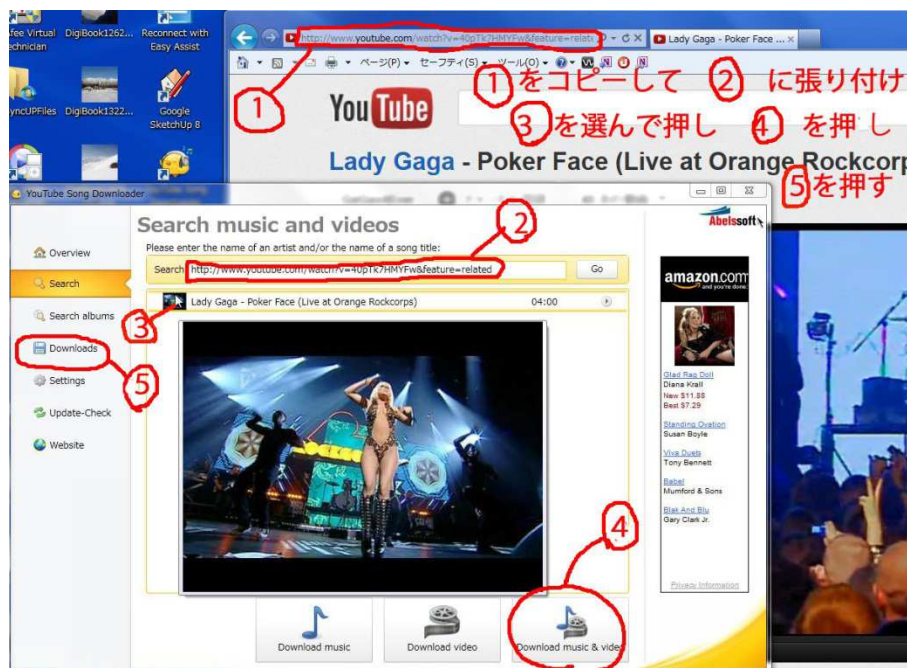 Afee Virtual
echnician
DigiBook1262...
Reconnect with
Easy Assist
yncUPFiles
DigiBook1322...
Google
SketchUp 8
http://www.youtube.com/watch?v=40pTk7HMYFw&feature=relat
Lady Gaga - Poker Face ... ×
ページ(P) セーフティ(S) ツール(O)
1
①をコピーして ② に張り付け
YouTube
③ を選んで押し ④ を押し
Lady Gaga - Poker Face (Live at Orange Rockcorp
⑤を押す
YouTube Song Downloader
Search music and videos
2
Abelssoft
Please enter the name of an artist and/or the name of a song title:
Overview
Search http://www.youtube.com/watch?v=40pTk7HMYFw&feature=related Go
Search
Lady Gaga - Poker Face (Live at Orange Rockcorps) 04:00
3
Search albums
Downloads
5
Settings
Update-Check
Website
amazon.com
and you're done.
Glad Rag Doll
Diana Krall
New $11.88
Best $7.29
Standing Ovation
Susan Boyle
Viva Duets
Tony Bennett
Babel
Mumford & Sons
Blak And Blu
Gary Clark Jr.
4
Privacy Information
Download music
Download video
Download music & video